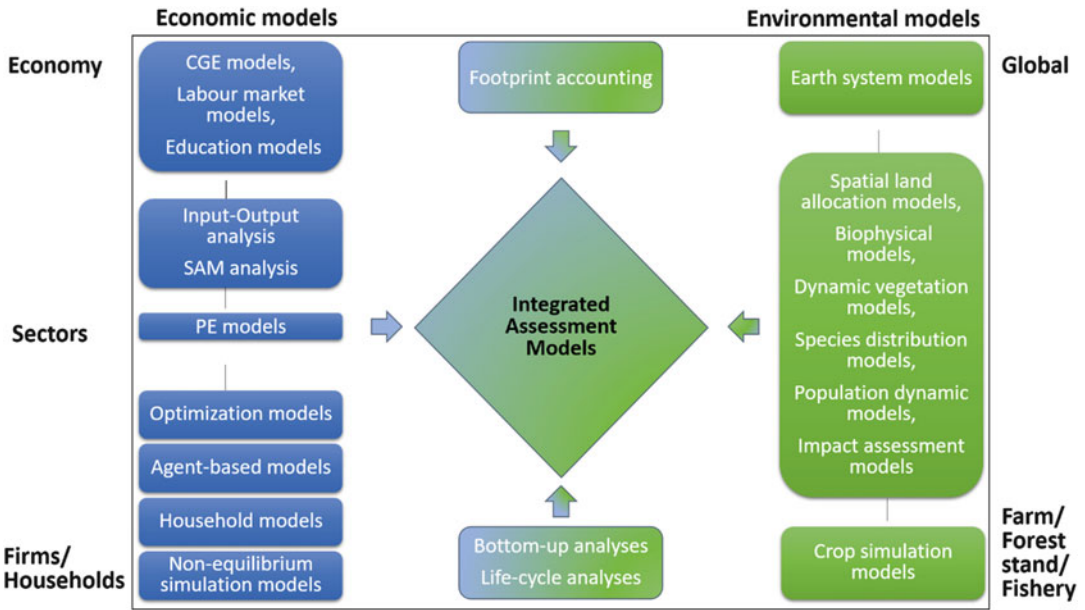 Economic models
Environmental models
Economy
CGE models,
Labour market
models,
Education models
Input-Output
analysis
SAM analysis
Sectors
PE models
Optimization models
Agent-based models
Household models
Firms/
Households
Non-equilibrium
simulation models
Footprint accounting
Integrated
Assessment
Models
Bottom-up analyses
Life-cycle analyses
Earth system models
Global
Spatial land
allocation models,
Biophysical
models,
Dynamic vegetation
models,
Species distribution
models,
Population dynamic
models,
Impact assessment
models
Crop simulation
models
Farm/
Forest
stand/
Fishery